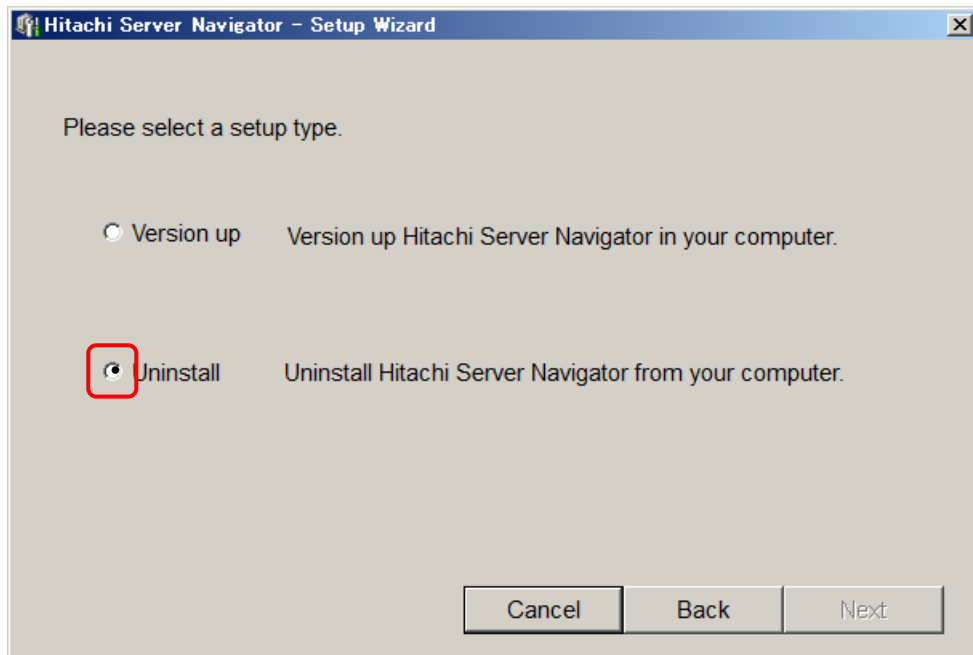 Hitachi Server Navigator - Setup Wizard
Please select a setup type.
Version up Version up Hitachi Server Navigator in your computer.
Uninstall Uninstall Hitachi Server Navigator from your computer.
Cancel Back Next